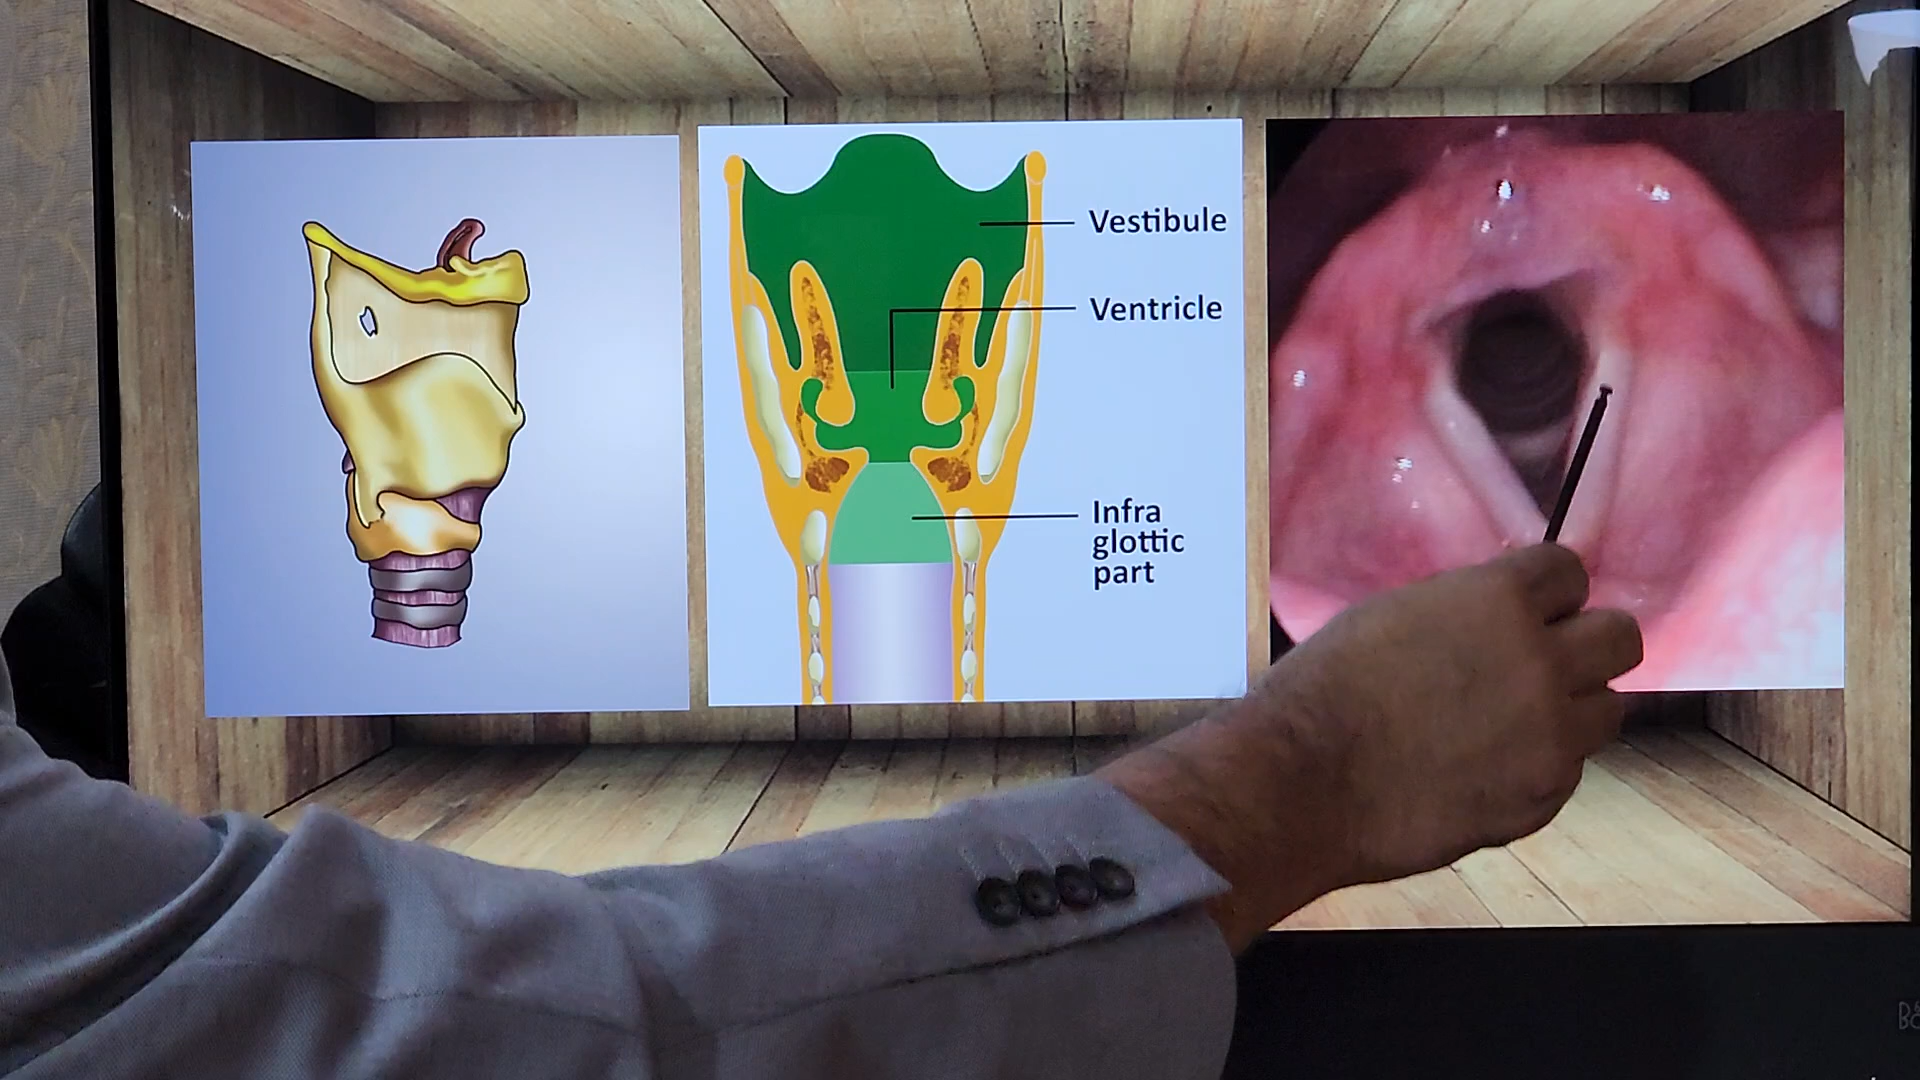 Vestibule
Ventricle
Infra
glottic
part